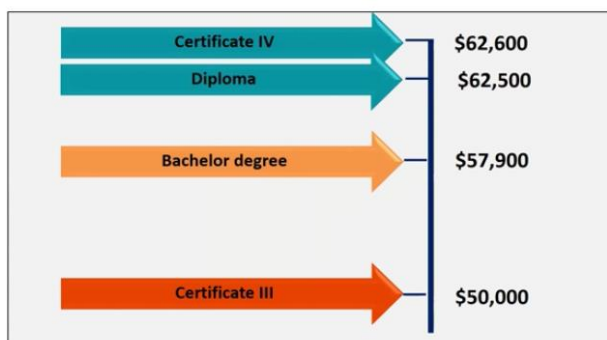 Certificate IV $62,600
Diploma $62,500
Bachelor degree $57,900
Certificate III $50,000